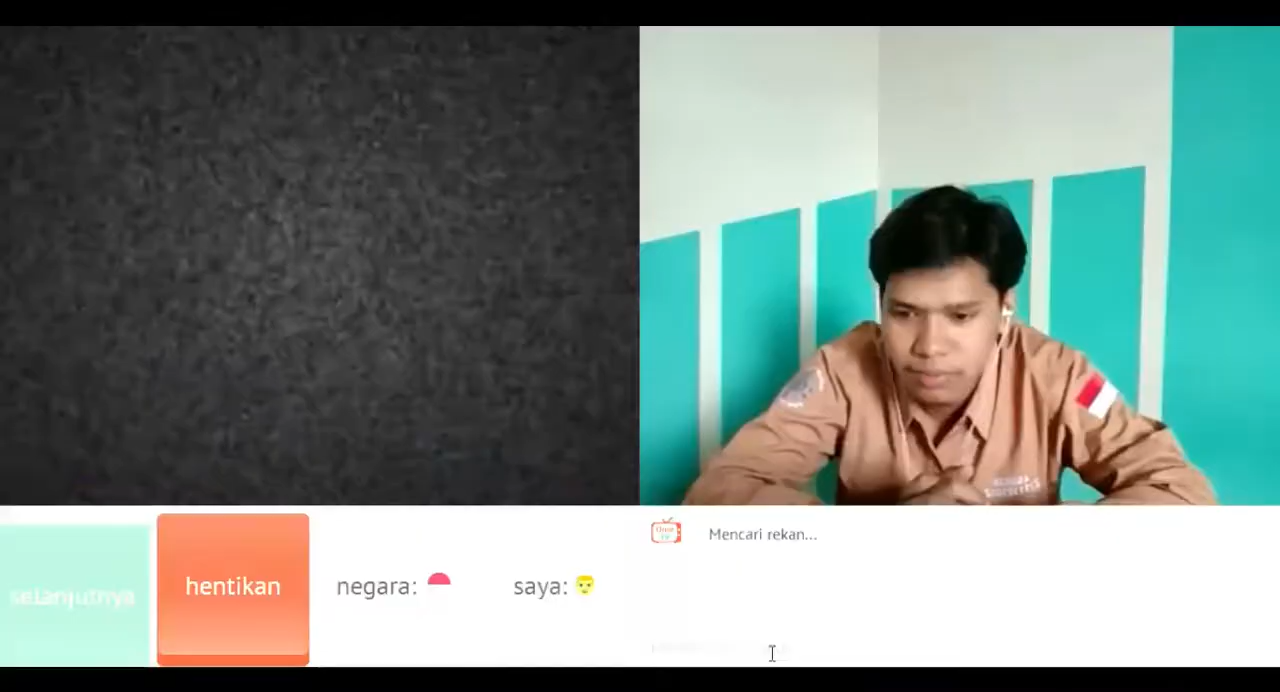 Mencari rekan...
selanjutnya
hentikan
negara:
saya: